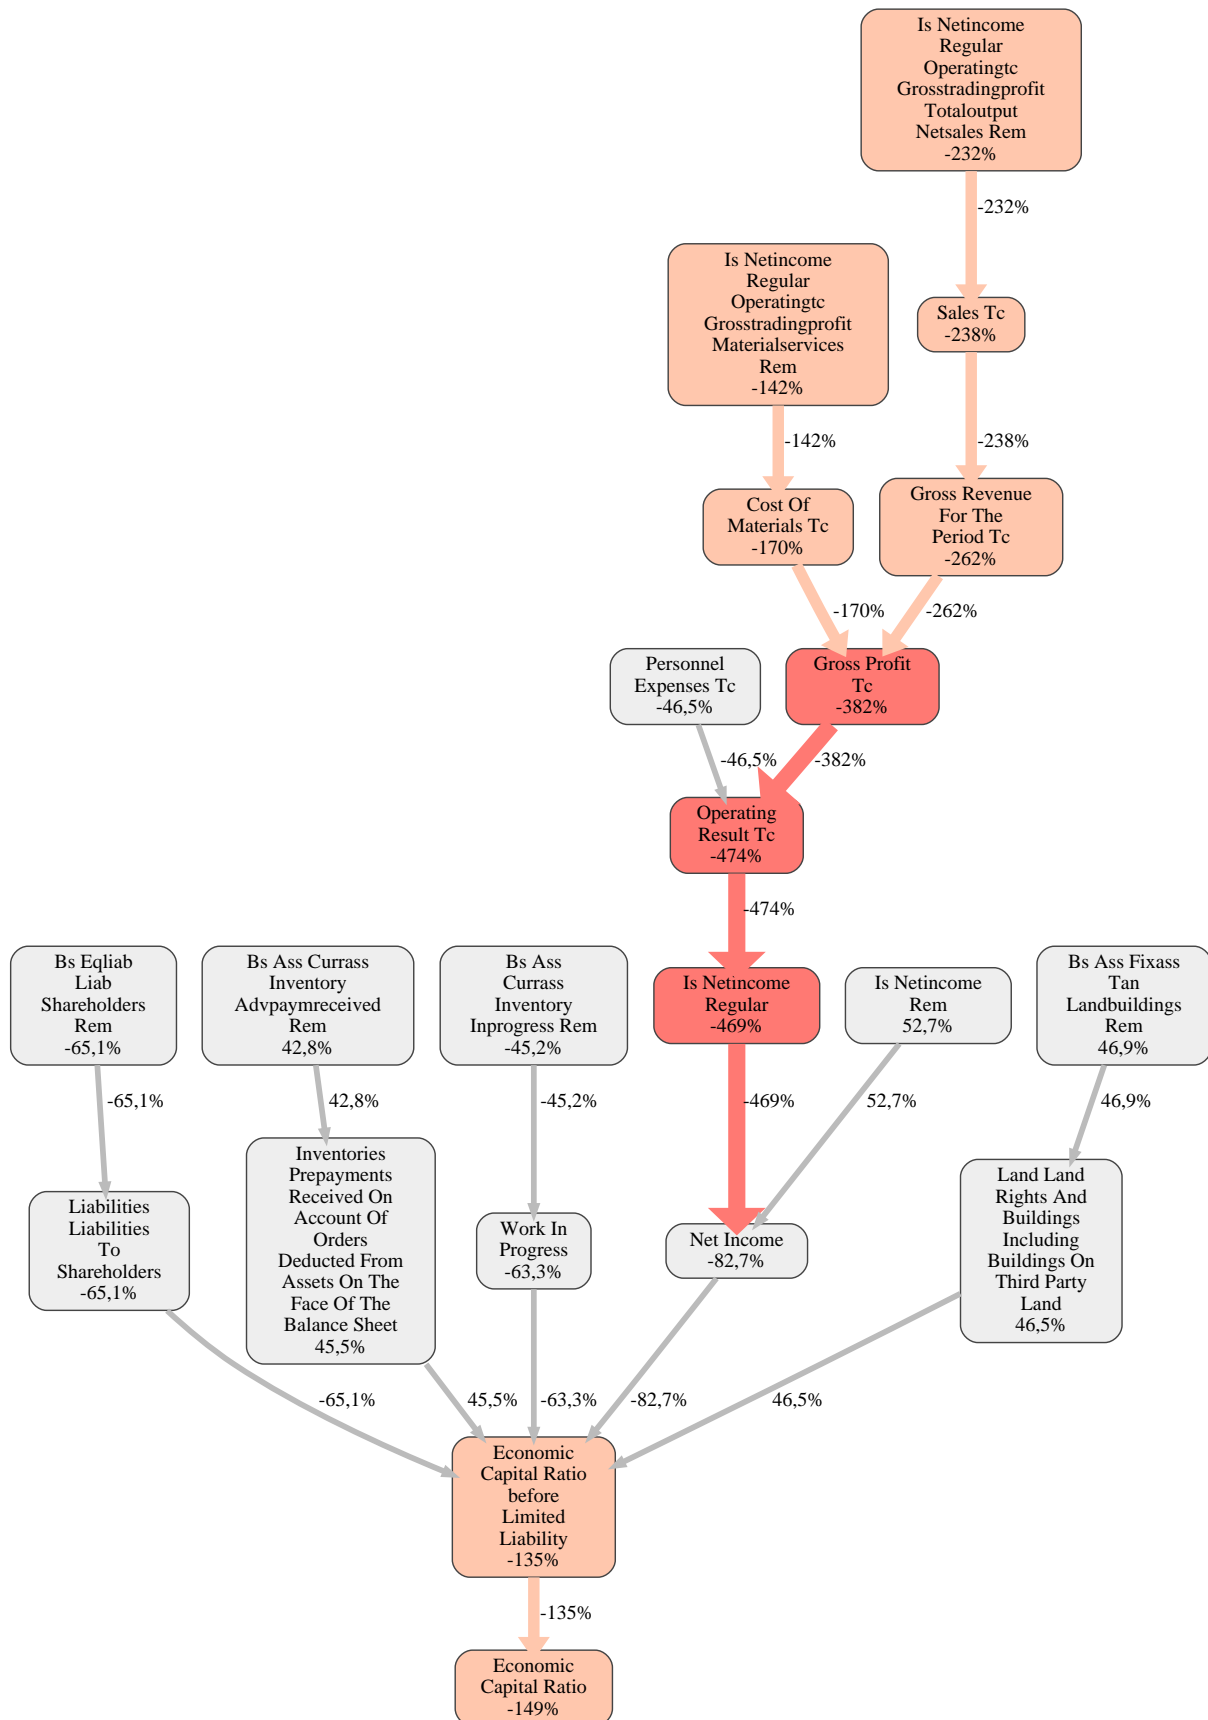 Is Netincome
Regular
Operatingtc
Grosstradingprofit
Totaloutput
Netsales Rem
-232%
-232%
Is Netincome
Regular
Operatingtc
Grosstradingprofit
Materialservices
Rem
-142%
Sales Tc
-238%
-142%
-238%
Cost Of
Materials Tc
-170%
Gross Revenue
For The
Period Tc
-262%
-170%
-262%
Personnel
Expenses Tc
-46,5%
Gross Profit
Tc
-382%
-46,5%
-382%
Operating
Result Tc
-474%
-474%
Bs Eqliab
Liab
Shareholders
Rem
-65,1%
Bs Ass Currass
Inventory
Advpaymreceived
Rem
42,8%
Bs Ass
Currass
Inventory
Inprogress Rem
-45,2%
Is Netincome
Regular
-469%
Is Netincome
Rem
52,7%
Bs Ass Fixass
Tan
Landbuildings
Rem
46,9%
-65,1%
42,8%
-45,2%
-469%
52,7%
46,9%
Liabilities
Liabilities
To
Shareholders
-65,1%
Inventories
Prepayments
Received On
Account Of
Orders
Deducted From
Assets On The
Face Of The
Balance Sheet
45,5%
Work In
Progress
-63,3%
Net Income
-82,7%
Land Land
Rights And
Buildings
Including
Buildings On
Third Party
Land
46,5%
-65,1%
45,5%
-63,3%
-82,7%
46,5%
Economic
Capital Ratio
before
Limited
Liability
-135%
-135%
Economic
Capital Ratio
-149%